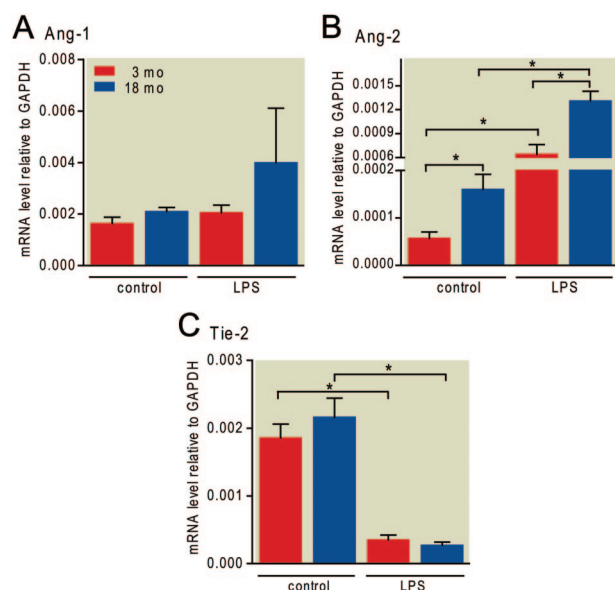 A Ang-1
mRNA level relative to GAPDH
0.008
0.006
0.004
0.002
0.000
3 mo
18 mo
control LPS
B Ang-2
mRNA level relative to GAPDH
0.0015
0.0012
0.0009
0.0006
0.0002
0.0001
0.0000
*
*
*
*
control LPS
C Tie-2
mRNA level relative to GAPDH
0.003
0.002
0.001
0.000
*
*
control LPS